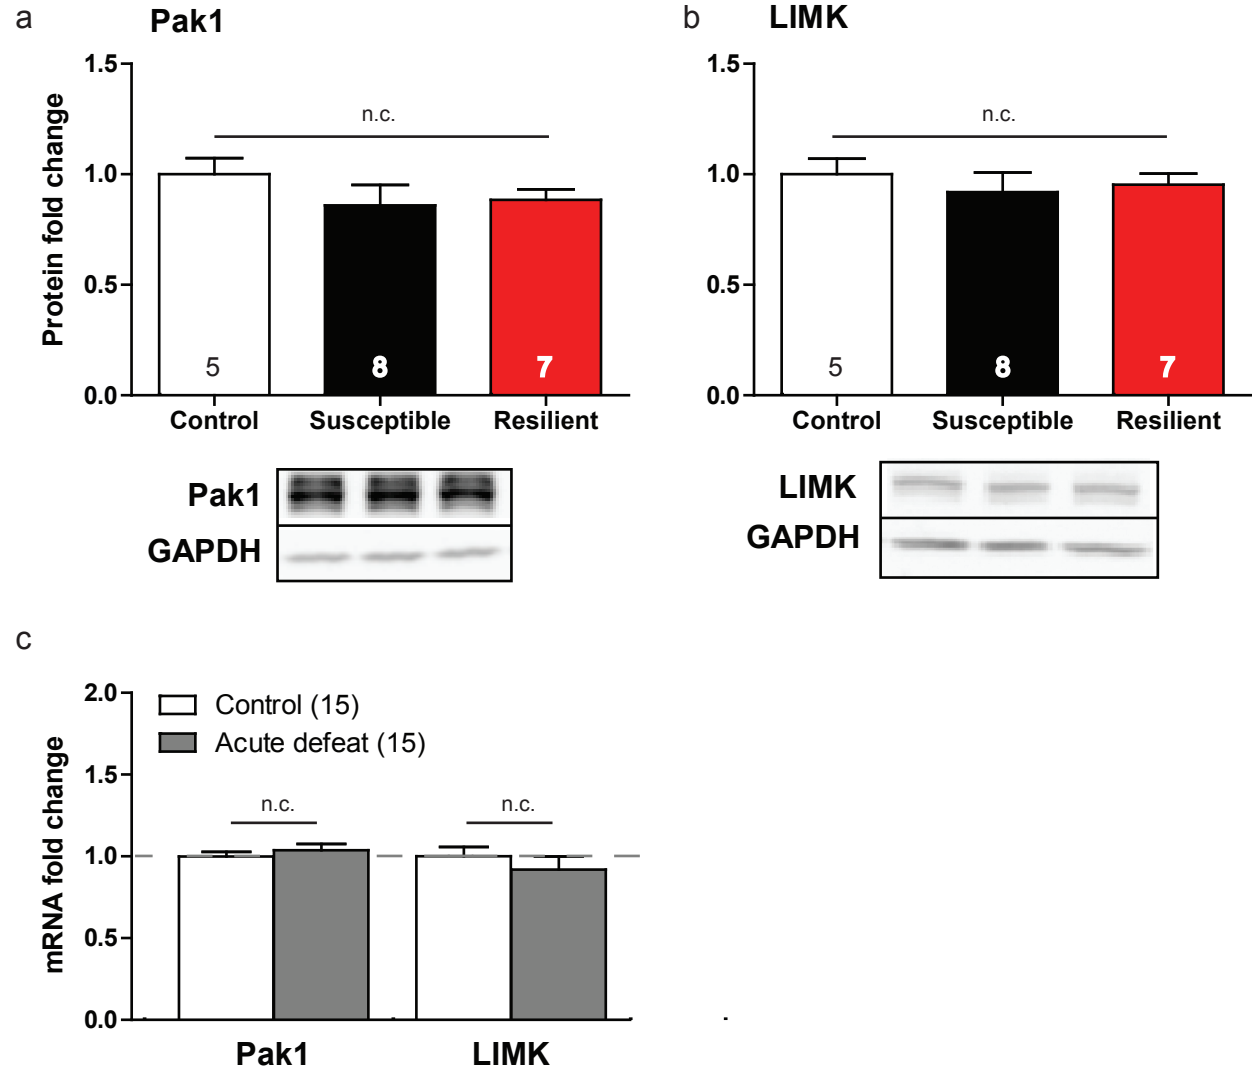 a
Pak1
Protein fold change
1.5
1.0
0.5
0.0
n.c.
5
8
7
Control
Susceptible
Resilient
Pak1
GAPDH
b
LIMK
1.5
1.0
0.5
0.0
n.c.
5
8
7
Control
Susceptible
Resilient
LIMK
GAPDH
c
mRNA fold change
2.0
1.5
1.0
0.5
0.0
Control (15)
Acute defeat (15)
n.c.
n.c.
Pak1
LIMK